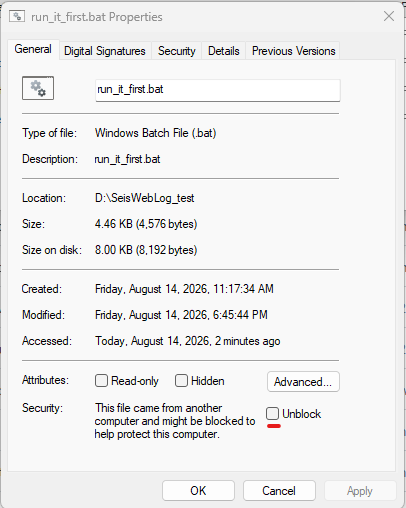 run_it_first.bat Properties
General
Digital Signatures
Security
Details
Previous Versions
run_it_first.bat
Type of file: Windows Batch File (.bat)
Description: run_it_first.bat
Location: D:\SeisWebLog_test
Size: 4.46 KB (4,576 bytes)
Size on disk: 8.00 KB (8,192 bytes)
Created: Friday, August 14, 2026, 11:17:34 AM
Modified: Friday, August 14, 2026, 6:45:44 PM
Accessed: Today, August 14, 2026, 2 minutes ago
Attributes: Read-only Hidden Advanced...
Security: This file came from another
computer and might be blocked to
help protect this computer.
Unblock
OK
Cancel
Apply